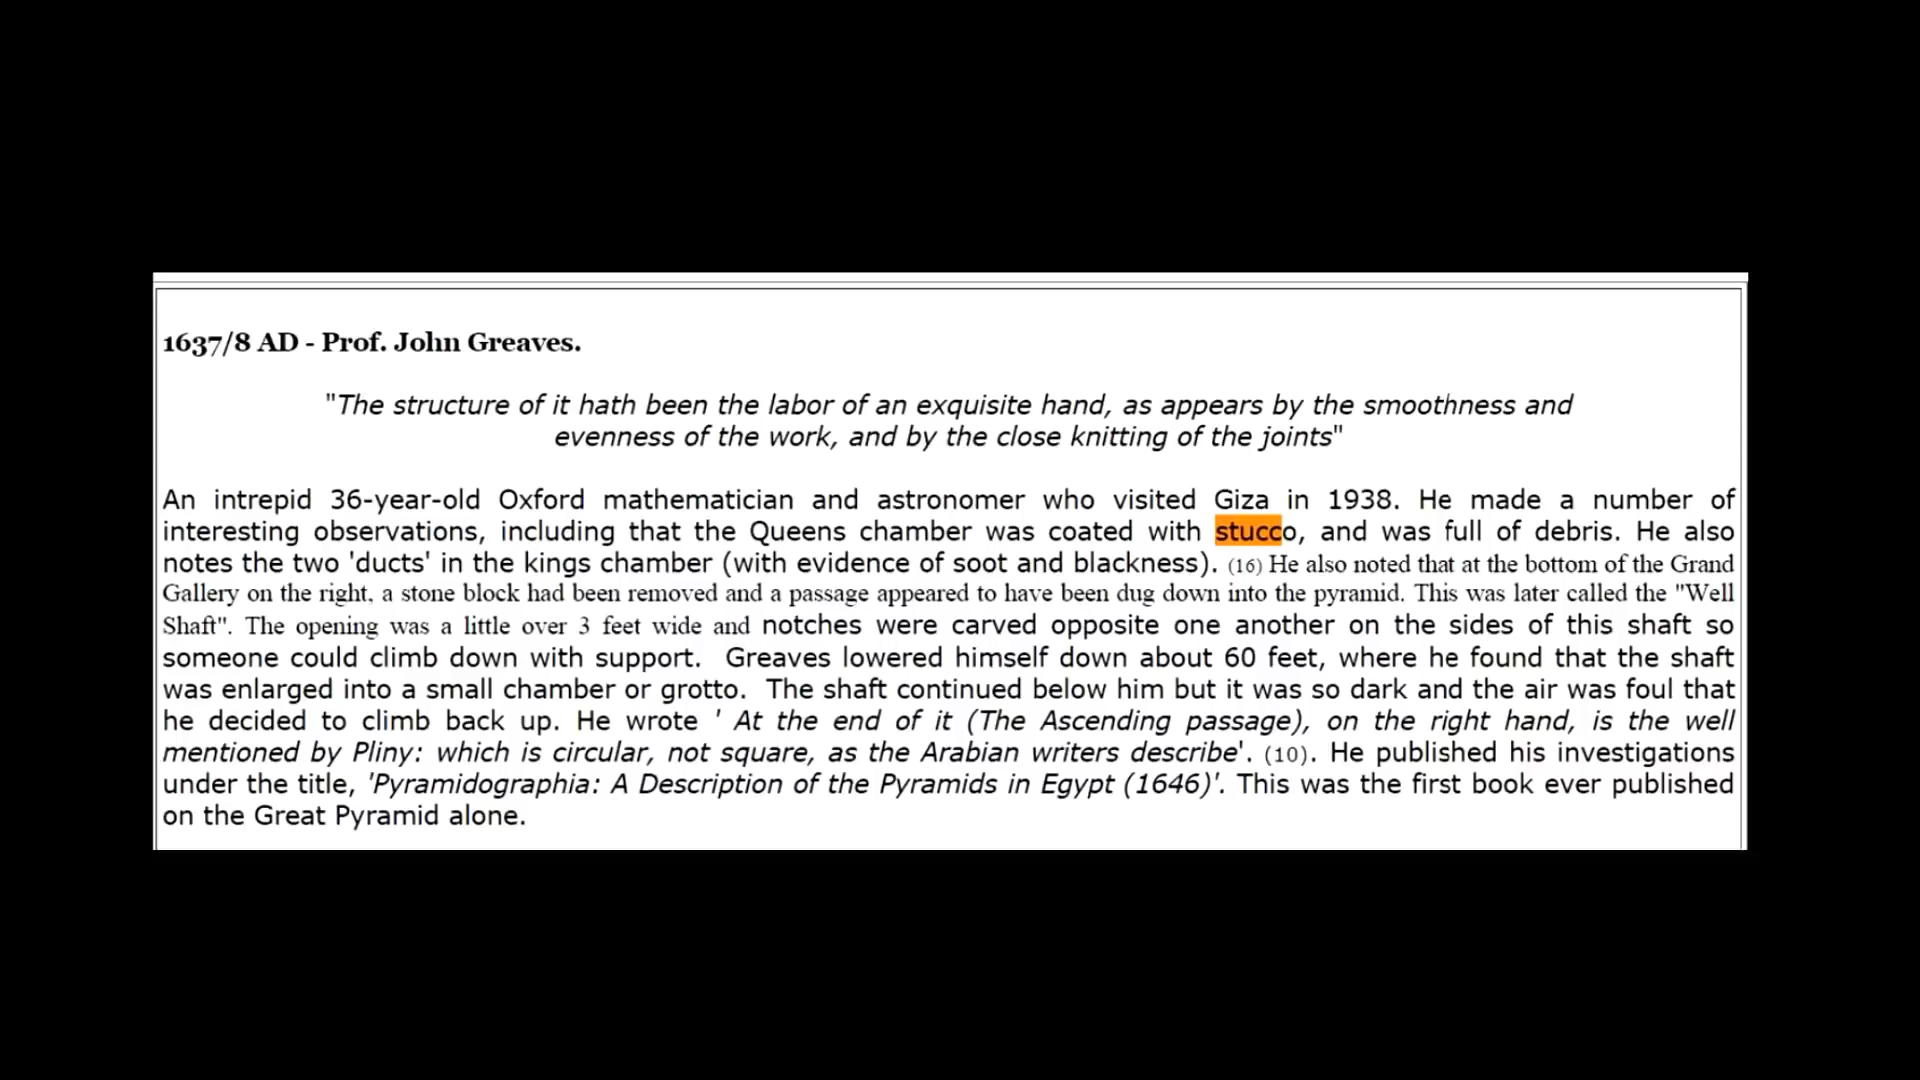 1637/8 AD - Prof. John Greaves.
"The structure of it hath been the labor of an exquisite hand, as appears by the smoothness and
evenness of the work, and by the close knitting of the joints"
An intrepid 36-year-old Oxford mathematician and astronomer who visited Giza in 1938. He made a number of
interesting observations, including that the Queens chamber was coated with stucco, and was full of debris. He also
notes the two 'ducts' in the kings chamber (with evidence of soot and blackness). (16) He also noted that at the bottom of the Grand
Gallery on the right, a stone block had been removed and a passage appeared to have been dug down into the pyramid. This was later called the "Well
Shaft". The opening was a little over 3 feet wide and notches were carved opposite one another on the sides of this shaft so
someone could climb down with support.  Greaves lowered himself down about 60 feet, where he found that the shaft
was enlarged into a small chamber or grotto.  The shaft continued below him but it was so dark and the air was foul that
he decided to climb back up. He wrote ' At the end of it (The Ascending passage), on the right hand, is the well
mentioned by Pliny: which is circular, not square, as the Arabian writers describe'. (10). He published his investigations
under the title, 'Pyramidographia: A Description of the Pyramids in Egypt (1646)'. This was the first book ever published
on the Great Pyramid alone.